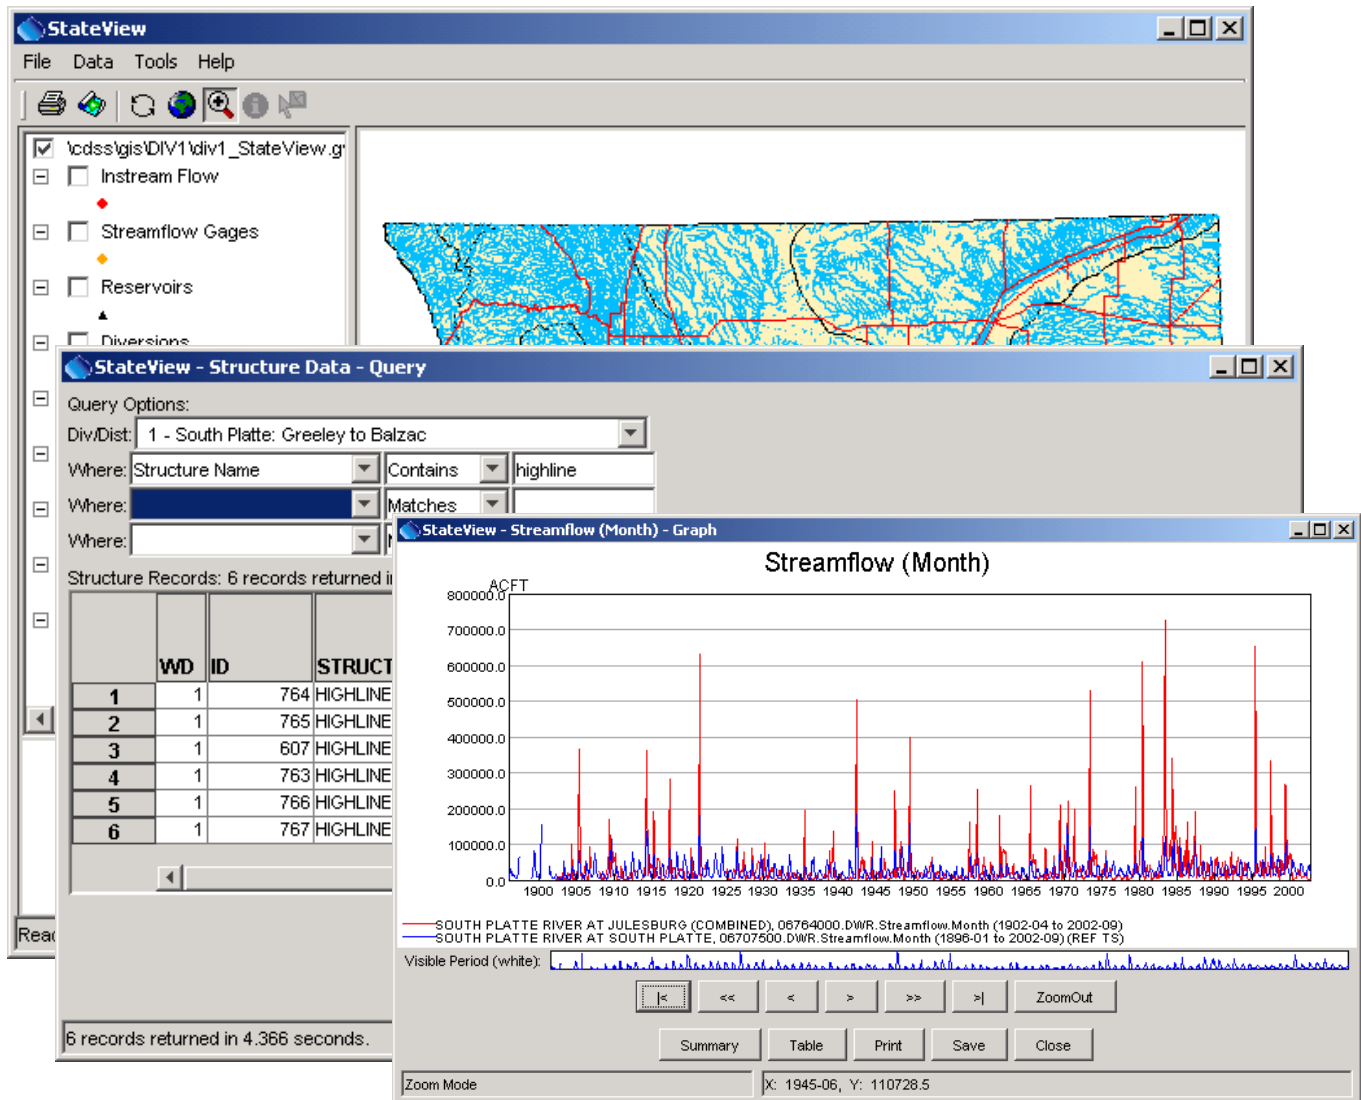 StateView
File Data Tools Help
\cdss\gis\DIV1\div1_StateView.g
Instream Flow
Streamflow Gages
Reservoirs
Diversions
StateView - Structure Data - Query
Query Options:
Div/Dist: 1 - South Platte: Greeley to Balzac
Where: Structure Name Contains highline
Where: Matches
Where:
Structure Records: 6 records returned i
WD ID STRUCT
1 1 764 HIGHLINE
2 1 765 HIGHLINE
3 1 607 HIGHLINE
4 1 763 HIGHLINE
5 1 766 HIGHLINE
6 1 767 HIGHLINE
6 records returned in 4.366 seconds.
StateView - Streamflow (Month) - Graph
Streamflow (Month)
ACFT
800000.0
700000.0
600000.0
500000.0
400000.0
300000.0
200000.0
100000.0
0.0
1900 1905 1910 1915 1920 1925 1930 1935 1940 1945 1950 1955 1960 1965 1970 1975 1980 1985 1990 1995 2000
SOUTH PLATTE RIVER AT JULESBURG (COMBINED), 06764000.DWR.Streamflow.Month (1902-04 to 2002-09)
SOUTH PLATTE RIVER AT SOUTH PLATTE, 06707500.DWR.Streamflow.Month (1896-01 to 2002-09) (REF TS)
Visible Period (white):
|< << < > >> >| ZoomOut
Summary Table Print Save Close
Zoom Mode X: 1945-06, Y: 110728.5